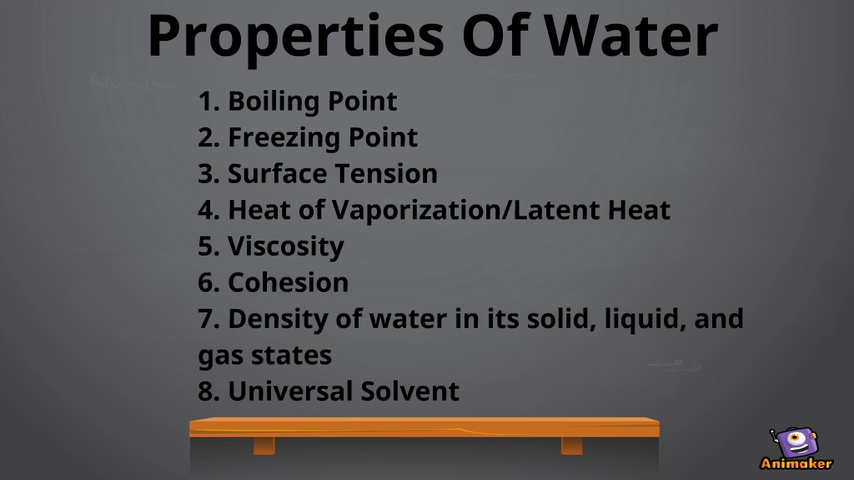 Properties Of Water
1. Boiling Point
2. Freezing Point
3. Surface Tension
4. Heat of Vaporization/Latent Heat
5. Viscosity
6. Cohesion
7. Density of water in its solid, liquid, and
gas states
8. Universal Solvent
Animaker